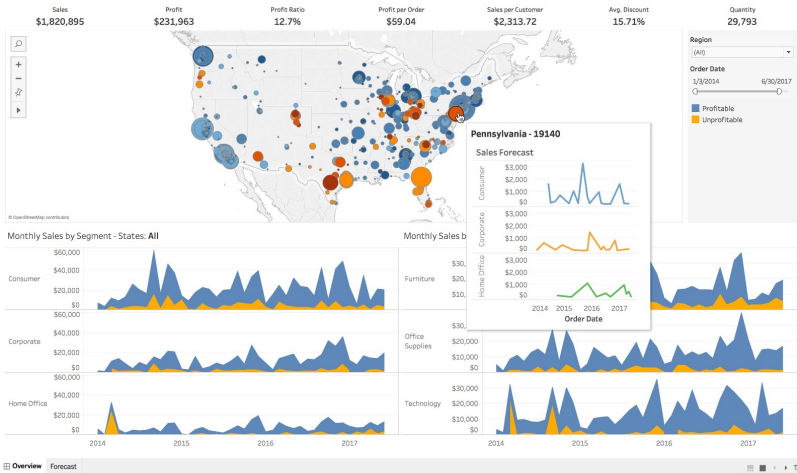 Sales Profit Profit Ratio Profit per Order Sales per Customer Avg. Discount Quantity
$1,820,895 $231,963 12.7% $59.04 $2,313.72 15.71% 29,793
Region
(All)
Order Date
1/3/2014 6/30/2017
Profitable
Unprofitable
Pennsylvania - 19140
Sales Forecast
Consumer
$3,000
$2,000
$1,000
$0
Corporate
$3,000
$2,000
$1,000
$0
Home Office
$3,000
$2,000
$1,000
$0
2014 2015 2016 2017
Order Date
© OpenStreetMap contributors
Monthly Sales by Segment - States: All
Consumer
$60,000
$40,000
$20,000
$0
Corporate
$60,000
$40,000
$20,000
$0
Home Office
$60,000
$40,000
$20,000
$0
2014 2015 2016 2017
Monthly Sales b
Furniture
$30,
$20,
$10,
Office
Supplies
$30,
$20,000
$10,000
$0
Technology
$30,000
$20,000
$10,000
$0
2014 2015 2016 2017
Overview Forecast